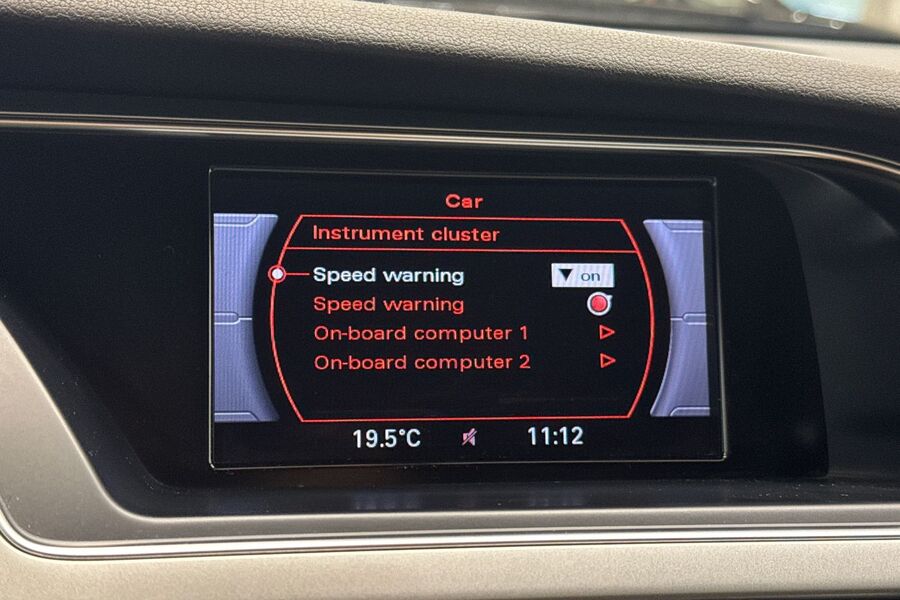 Car
Instrument cluster
Speed warning on
Speed warning
On-board computer 1
On-board computer 2
19.5°C 11:12